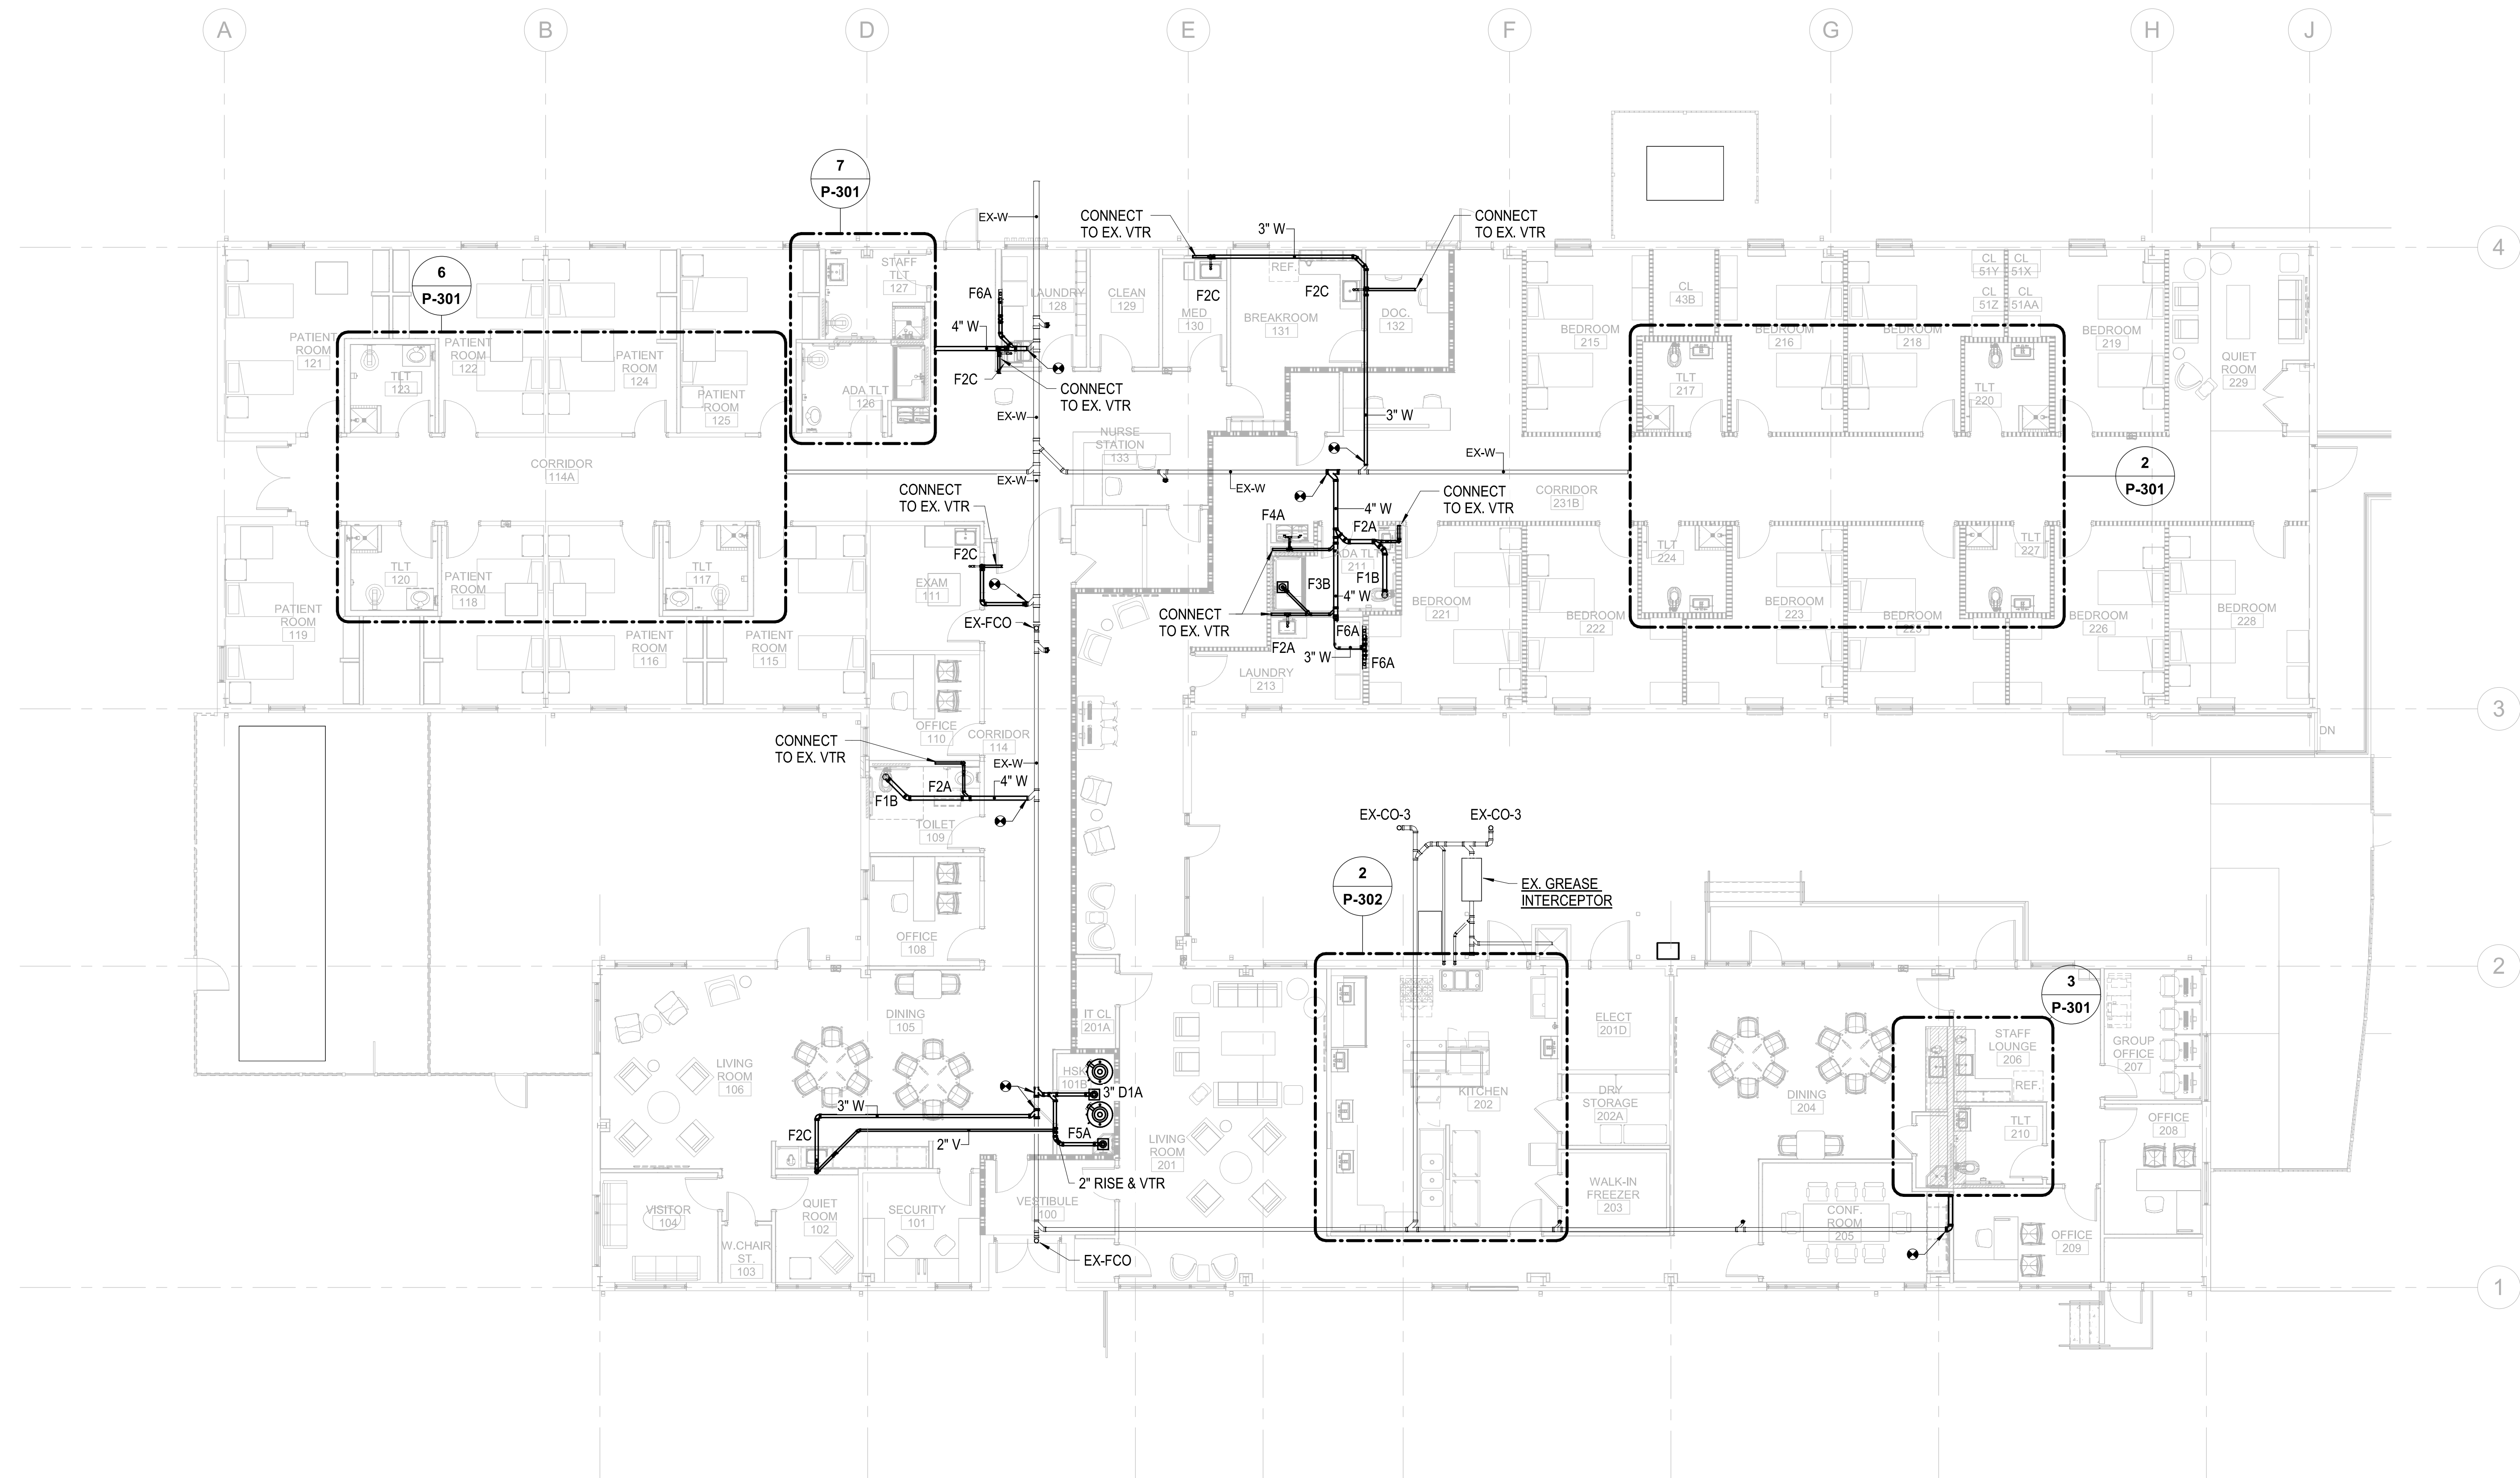 A
B
D
E
F
G
H
J
7
P-301
EX-W
CONNECT
TO EX. VTR
3" W
CONNECT
TO EX. VTR
4
6
P-301
STAFF
TLT
127
F6A
LAUNDRY
128
CLEAN
129
MED
130
F2C
REF.
F2C
BREAKROOM
131
DOC.
132
CL
43B
CL
51Y
CL
51X
CL
51Z
CL
51AA
4" W
PATIENT
ROOM
121
TLT
123
PATIENT
ROOM
122
PATIENT
ROOM
124
PATIENT
ROOM
125
ADA TLT
126
F2C
CONNECT
TO EX. VTR
BEDROOM
215
BEDROOM
216
BEDROOM
218
BEDROOM
219
TLT
217
TLT
220
QUIET
ROOM
229
EX-W
3" W
NURSE
STATION
133
CORRIDOR
114A
EX-W
EX-W
EX-W
CORRIDOR
231B
2
P-301
CONNECT
TO EX. VTR
CONNECT
TO EX. VTR
F4A
4" W
F2A
F2C
ADA TLT
211
F3B
F1B
4" W
TLT
224
TLT
227
TLT
120
PATIENT
ROOM
118
TLT
117
EXAM
111
PATIENT
ROOM
119
PATIENT
ROOM
116
PATIENT
ROOM
115
EX-FCO
CONNECT
TO EX. VTR
F2A
F6A
3" W
F6A
LAUNDRY
213
BEDROOM
221
BEDROOM
222
BEDROOM
223
BEDROOM
BEDROOM
226
BEDROOM
228
3
DN
OFFICE
110
CORRIDOR
114
CONNECT
TO EX. VTR
EX-W
F1B
F2A
4" W
TOILET
109
EX-CO-3
EX-CO-3
2
P-302
EX. GREASE
INTERCEPTOR
OFFICE
108
2
3
P-301
DINING
105
IT CL
201A
ELECT
201D
STAFF
LOUNGE
206
GROUP
OFFICE
207
LIVING
ROOM
106
HSK
101B
3" D1A
KITCHEN
202
DRY
STORAGE
202A
DINING
204
REF.
3" W
F2C
2" V
F5A
LIVING
ROOM
201
TLT
210
OFFICE
208
2" RISE & VTR
VISITOR
104
QUIET
ROOM
102
SECURITY
101
VESTIBULE
100
WALK-IN
FREEZER
203
CONF.
ROOM
205
OFFICE
209
W.CHAIR
ST.
103
EX-FCO
1